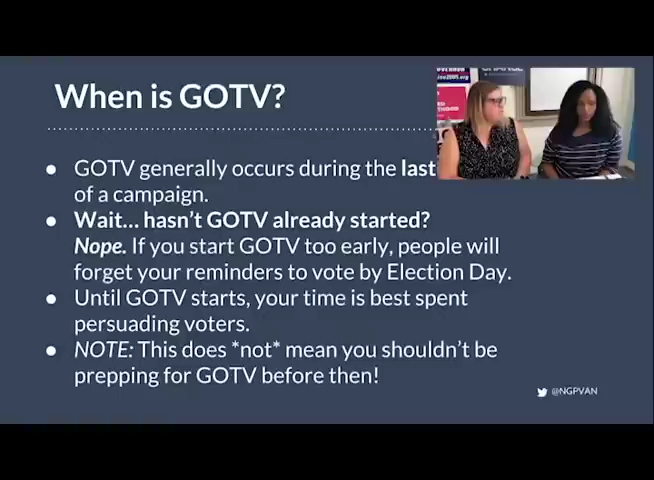 When is GOTV?
● GOTV generally occurs during the last
of a campaign.
● Wait... hasn't GOTV already started?
Nope. If you start GOTV too early, people will
forget your reminders to vote by Election Day.
● Until GOTV starts, your time is best spent
persuading voters.
● NOTE: This does *not* mean you shouldn't be
prepping for GOTV before then!
@NGPVAN